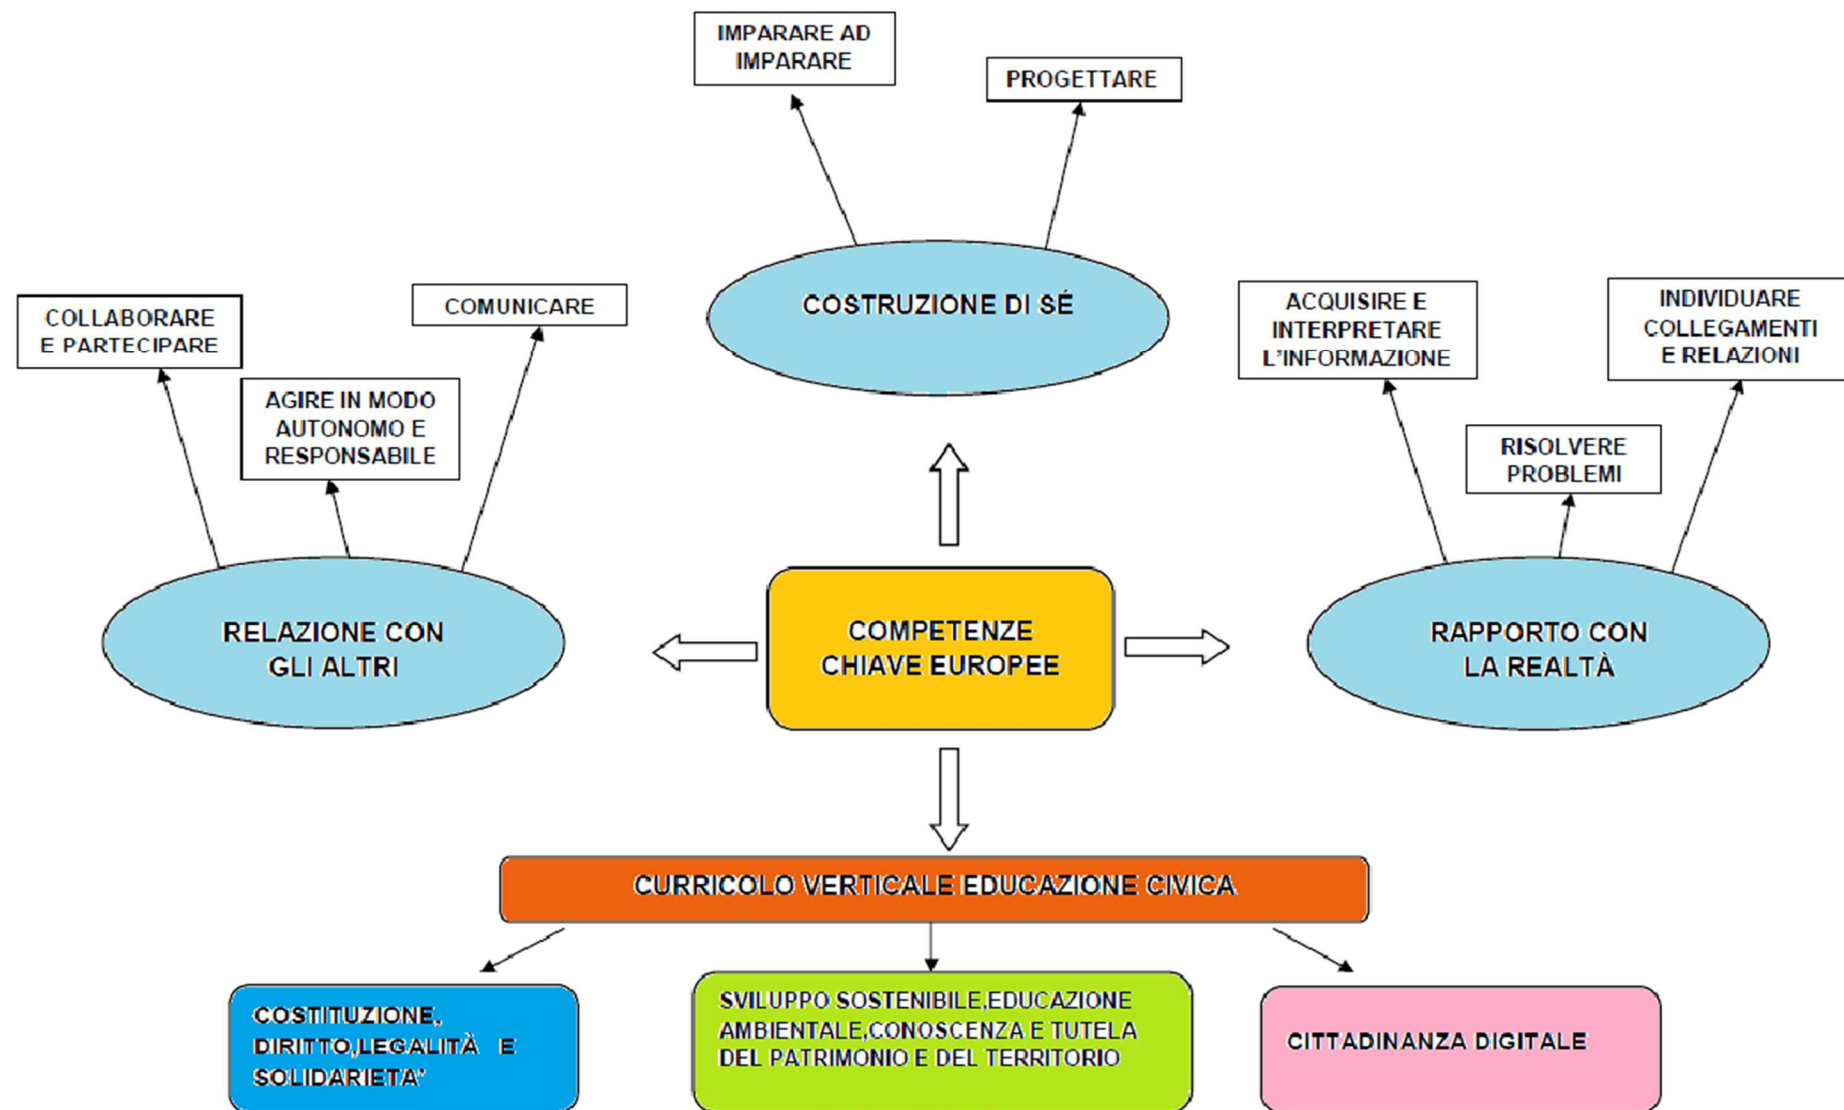 IMPARARE AD
IMPARARE
PROGETTARE
COSTRUZIONE DI SÉ
COLLABORARE
E PARTECIPARE
COMUNICARE
AGIRE IN MODO
AUTONOMO E
RESPONSABILE
ACQUISIRE E
INTERPRETARE
L'INFORMAZIONE
INDIVIDUARE
COLLEGAMENTI
E RELAZIONI
RISOLVERE
PROBLEMI
RELAZIONE CON
GLI ALTRI
COMPETENZE
CHIAVE EUROPEE
RAPPORTO CON
LA REALTÀ
CURRICOLO VERTICALE EDUCAZIONE CIVICA
COSTITUZIONE,
DIRITTO,LEGALITÀ E
SOLIDARIETA'
SVILUPPO SOSTENIBILE,EDUCAZIONE
AMBIENTALE,CONOSCENZA E TUTELA
DEL PATRIMONIO E DEL TERRITORIO
CITTADINANZA DIGITALE